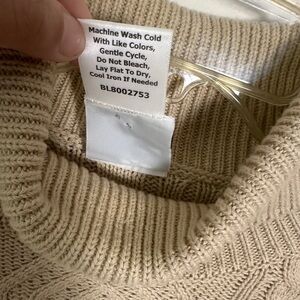 Machine Wash Cold
With Like Colors,
Gentle Cycle,
Do Not Bleach,
Lay Flat To Dry,
Cool Iron If Needed
BL8002753